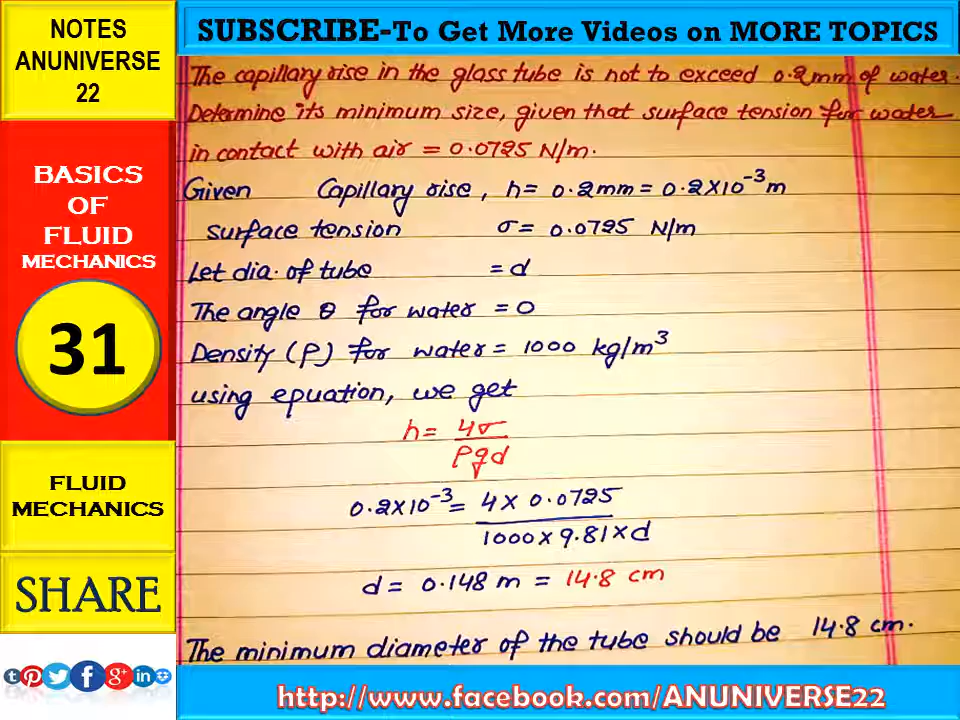 NOTES
ANUNIVERSE
22
SUBSCRIBE-To Get More Videos on MORE TOPICS
BASICS
OF
FLUID
MECHANICS
31
FLUID
MECHANICS
SHARE
The capillary rise in the glass tube is not to exceed 0.2mm of water.
Determine its minimum size, given that surface tension for water
in contact with air = 0.0725 N/m.
Given Capillary rise, h = 0.2mm = 0.2×10⁻³m
surface tension σ = 0.0725 N/m
Let dia. of tube = d
The angle θ for water = 0
Density (ρ) for water = 1000 kg/m³
using equation, we get
h = 4σ
ρgd
0.2×10⁻³ = 4 × 0.0725
1000 × 9.81 × d
d = 0.148 m = 14.8 cm
The minimum diameter of the tube should be 14.8 cm.
http://www.facebook.com/ANUNIVERSE22